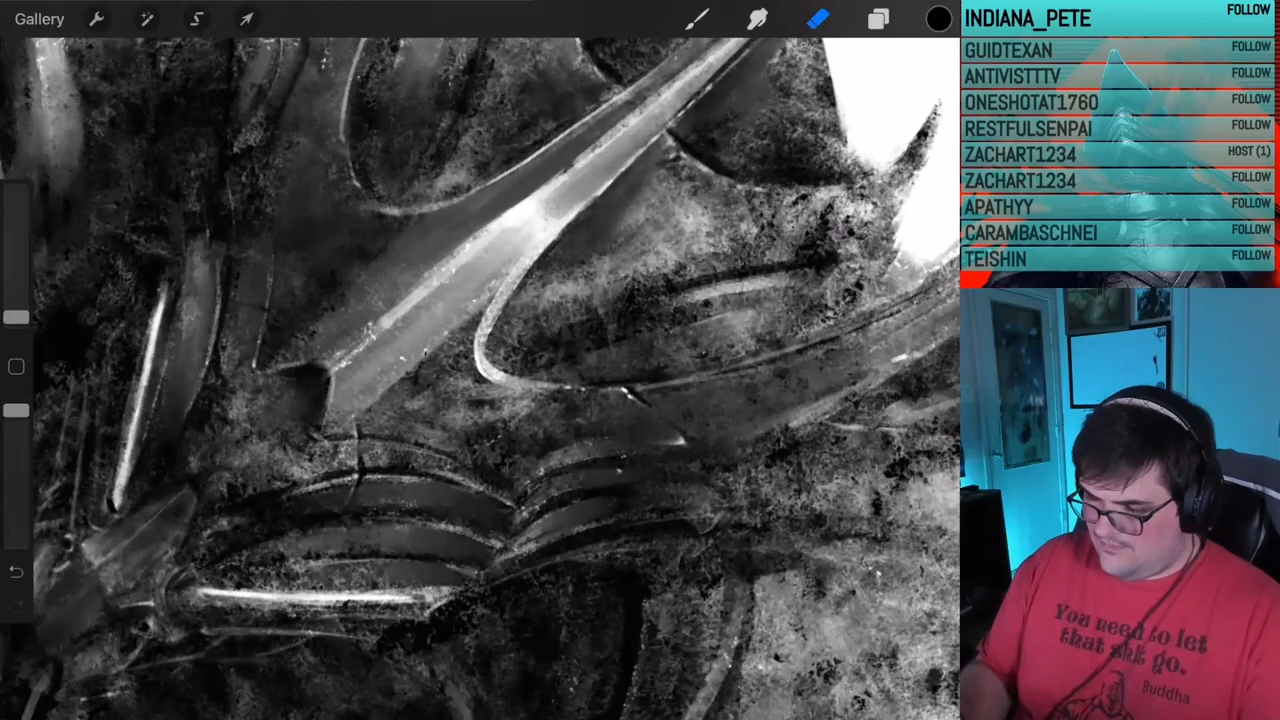 Gallery
INDIANA_PETE FOLLOW
GUIDTEXAN FOLLOW
ANTIVISTTTV FOLLOW
ONESHOTAT1760 FOLLOW
RESTFULSENPAI FOLLOW
ZACHART1234 HOST (1)
ZACHART1234 FOLLOW
APATHYY FOLLOW
CARAMBASCHNEI FOLLOW
TEISHIN FOLLOW
You need to let
that go.
Buddha